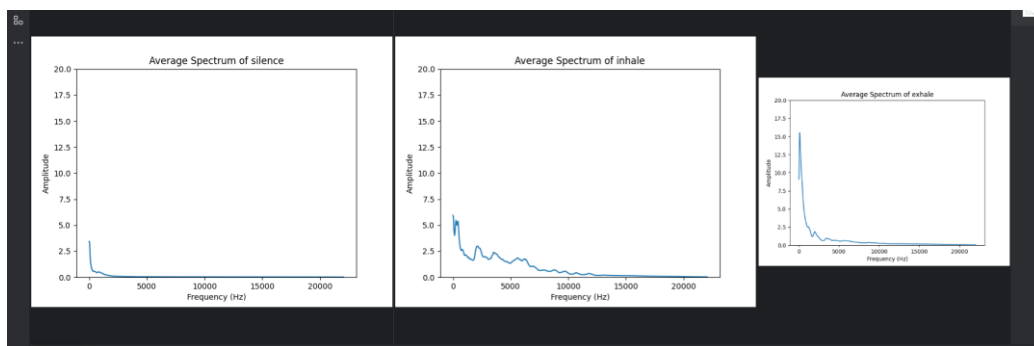 Average Spectrum of silence
20.0
17.5
15.0
12.5
10.0
7.5
5.0
2.5
0.0
Amplitude
0 5000 10000 15000 20000
Frequency (Hz)
Average Spectrum of inhale
20.0
17.5
15.0
12.5
10.0
7.5
5.0
2.5
0.0
Amplitude
0 5000 10000 15000 20000
Frequency (Hz)
Average Spectrum of exhale
20.0
17.5
15.0
12.5
10.0
7.5
5.0
2.5
0.0
Amplitude
0 5000 10000 15000 20000
Frequency (Hz)